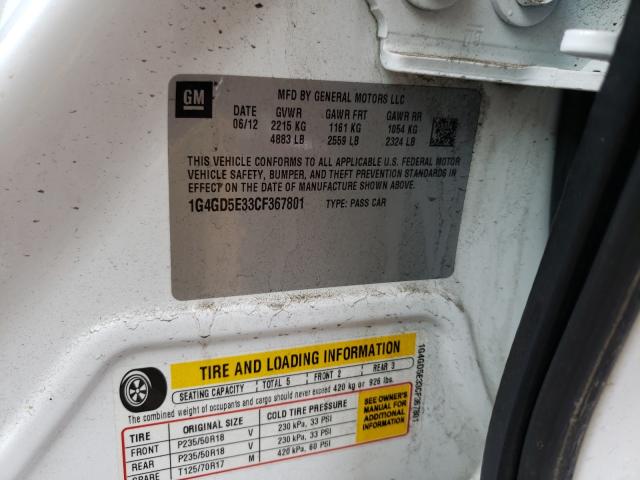 GM
MFD BY GENERAL MOTORS LLC
DATE GVWR GAWR FRT GAWR RR
06/12 2215 KG 1161 KG 1054 KG
4883 LB 2559 LB 2324 LB
THIS VEHICLE CONFORMS TO ALL APPLICABLE U.S. FEDERAL MOTOR
VEHICLE SAFETY, BUMPER, AND THEFT PREVENTION STANDARDS IN
EFFECT ON THE DATE OF MANUFACTURE SHOWN ABOVE.
1G4GD5E33CF367801 TYPE: PASS CAR
TIRE AND LOADING INFORMATION
SEATING CAPACITY TOTAL 5 FRONT 2 REAR 3
The combined weight of occupants and cargo should never exceed 420 kg or 926 lbs.
TIRE ORIGINAL SIZE COLD TIRE PRESSURE
FRONT P235/50R18 V 230 kPa, 33 PSI
REAR P235/50R18 V 230 kPa, 33 PSI
SPARE T125/70R17 M 420 kPa, 60 PSI
SEE OWNER'S
MANUAL FOR
ADDITIONAL
INFORMATION
1G4GD5E33CF367801